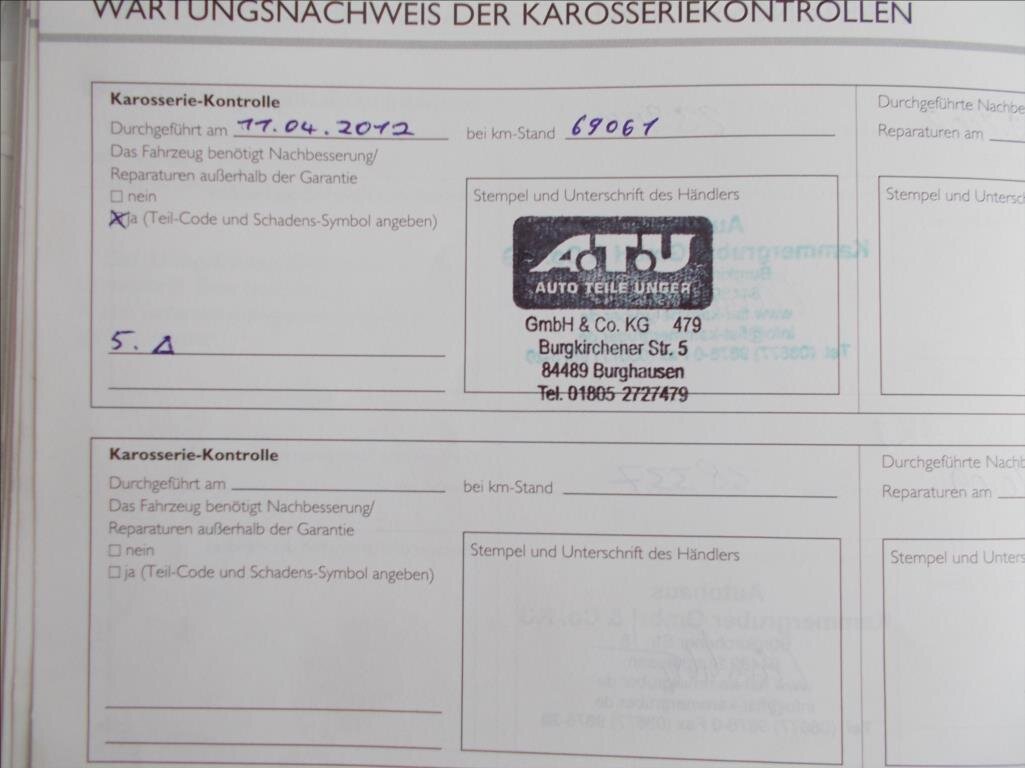 WARTUNGSNACHWEIS DER KAROSSERIEKONTROLLEN
Karosserie-Kontrolle
Durchgeführt am 11.04.2012 bei km-Stand 69061
Das Fahrzeug benötigt Nachbesserung/
Reparaturen außerhalb der Garantie
☐ nein
☒ ja (Teil-Code und Schadens-Symbol angeben)
5. Δ
Stempel und Unterschrift des Händlers
A.T.U
AUTO TEILE UNGER
GmbH & Co. KG 479
Burgkirchener Str. 5
84489 Burghausen
Tel. 01805 2727479
Durchgeführte Nachbe
Reparaturen am
Stempel und Untersch
Karosserie-Kontrolle
Durchgeführt am bei km-Stand
Das Fahrzeug benötigt Nachbesserung/
Reparaturen außerhalb der Garantie
☐ nein
☐ ja (Teil-Code und Schadens-Symbol angeben)
Stempel und Unterschrift des Händlers
Durchgeführte Nachb
Reparaturen am
Stempel und Unters